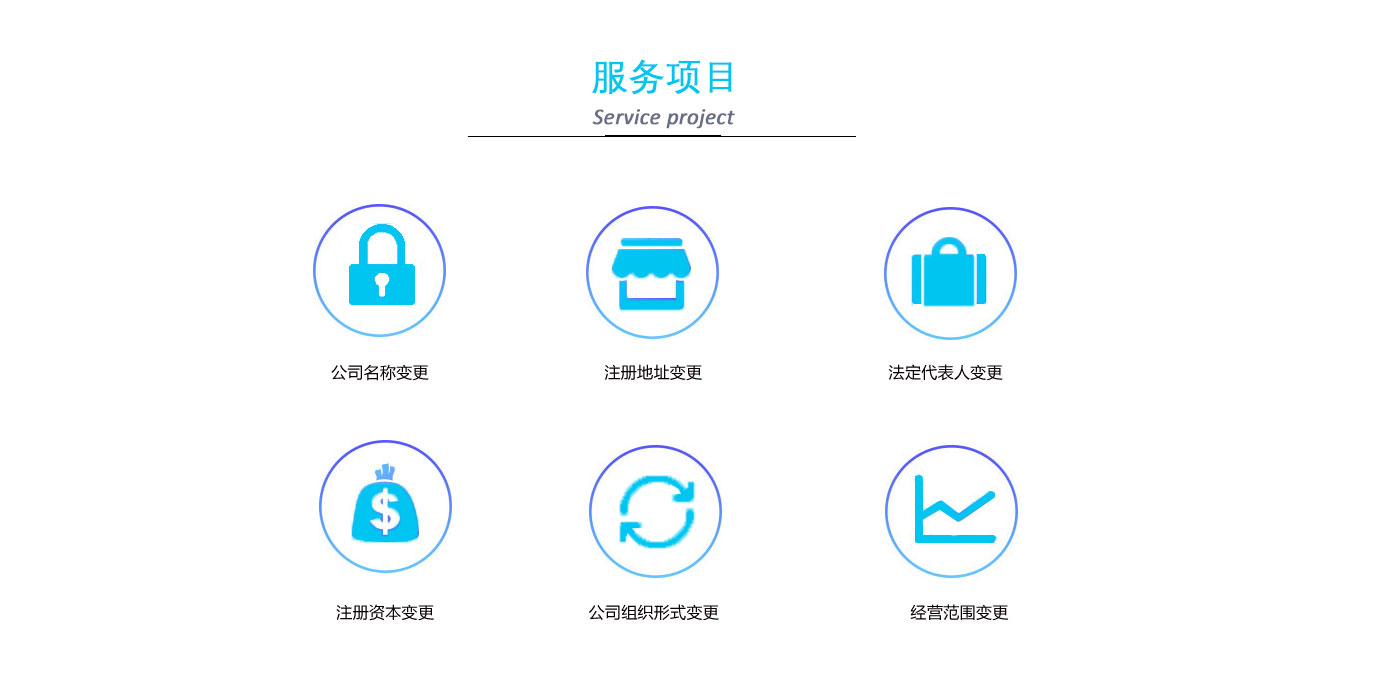 服务项目
Service project
公司名称变更
注册地址变更
法定代表人变更
$
注册资本变更
公司组织形式变更
经营范围变更